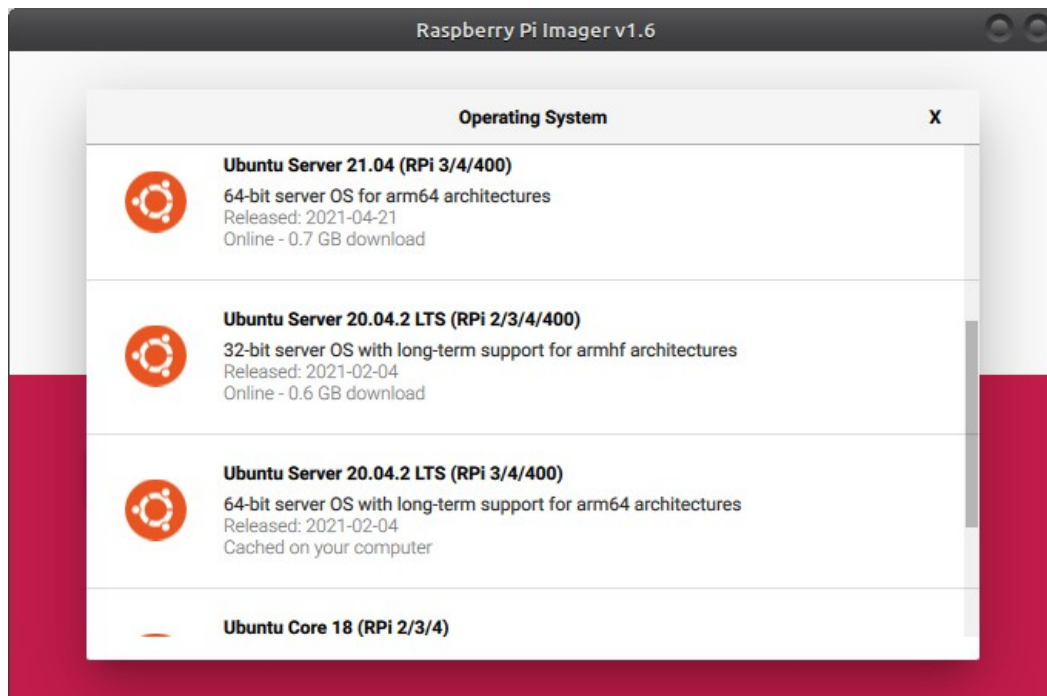 Raspberry Pi Imager v1.6
Operating System
X
Ubuntu Server 21.04 (RPi 3/4/400)
64-bit server OS for arm64 architectures
Released: 2021-04-21
Online - 0.7 GB download
Ubuntu Server 20.04.2 LTS (RPi 2/3/4/400)
32-bit server OS with long-term support for armhf architectures
Released: 2021-02-04
Online - 0.6 GB download
Ubuntu Server 20.04.2 LTS (RPi 3/4/400)
64-bit server OS with long-term support for arm64 architectures
Released: 2021-02-04
Cached on your computer
Ubuntu Core 18 (RPi 2/3/4)